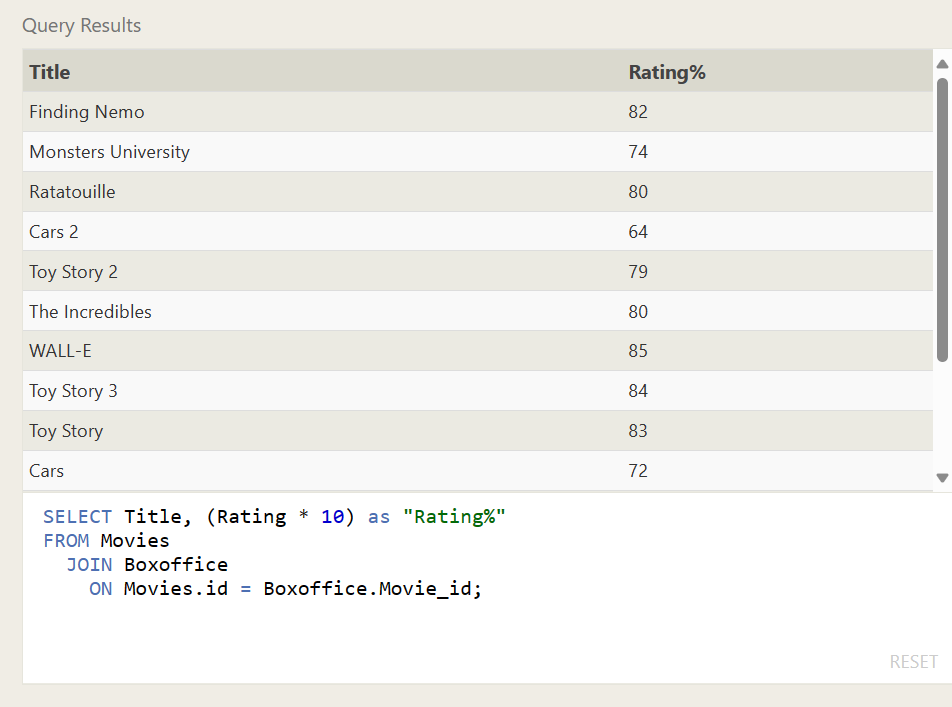 Query Results
Title Rating%
Finding Nemo 82
Monsters University 74
Ratatouille 80
Cars 2 64
Toy Story 2 79
The Incredibles 80
WALL-E 85
Toy Story 3 84
Toy Story 83
Cars 72
SELECT Title, (Rating * 10) as "Rating%"
FROM Movies
  JOIN Boxoffice
    ON Movies.id = Boxoffice.Movie_id;
RESET